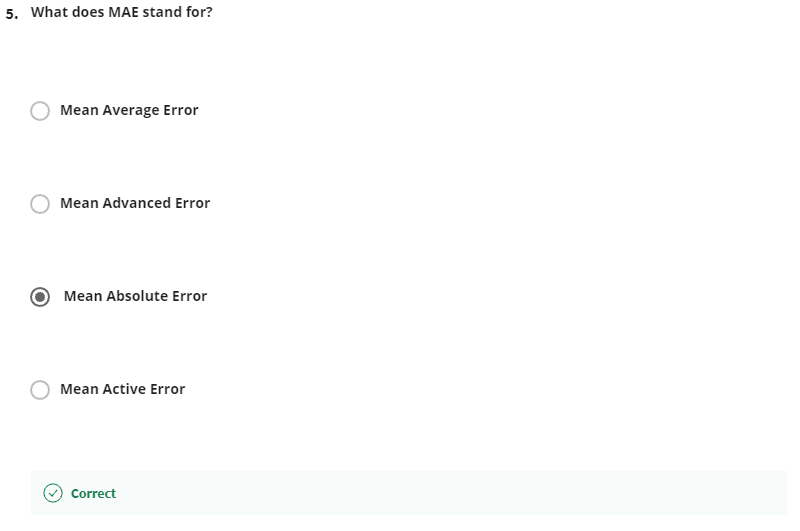 5. What does MAE stand for?
Mean Average Error
Mean Advanced Error
Mean Absolute Error
Mean Active Error
Correct